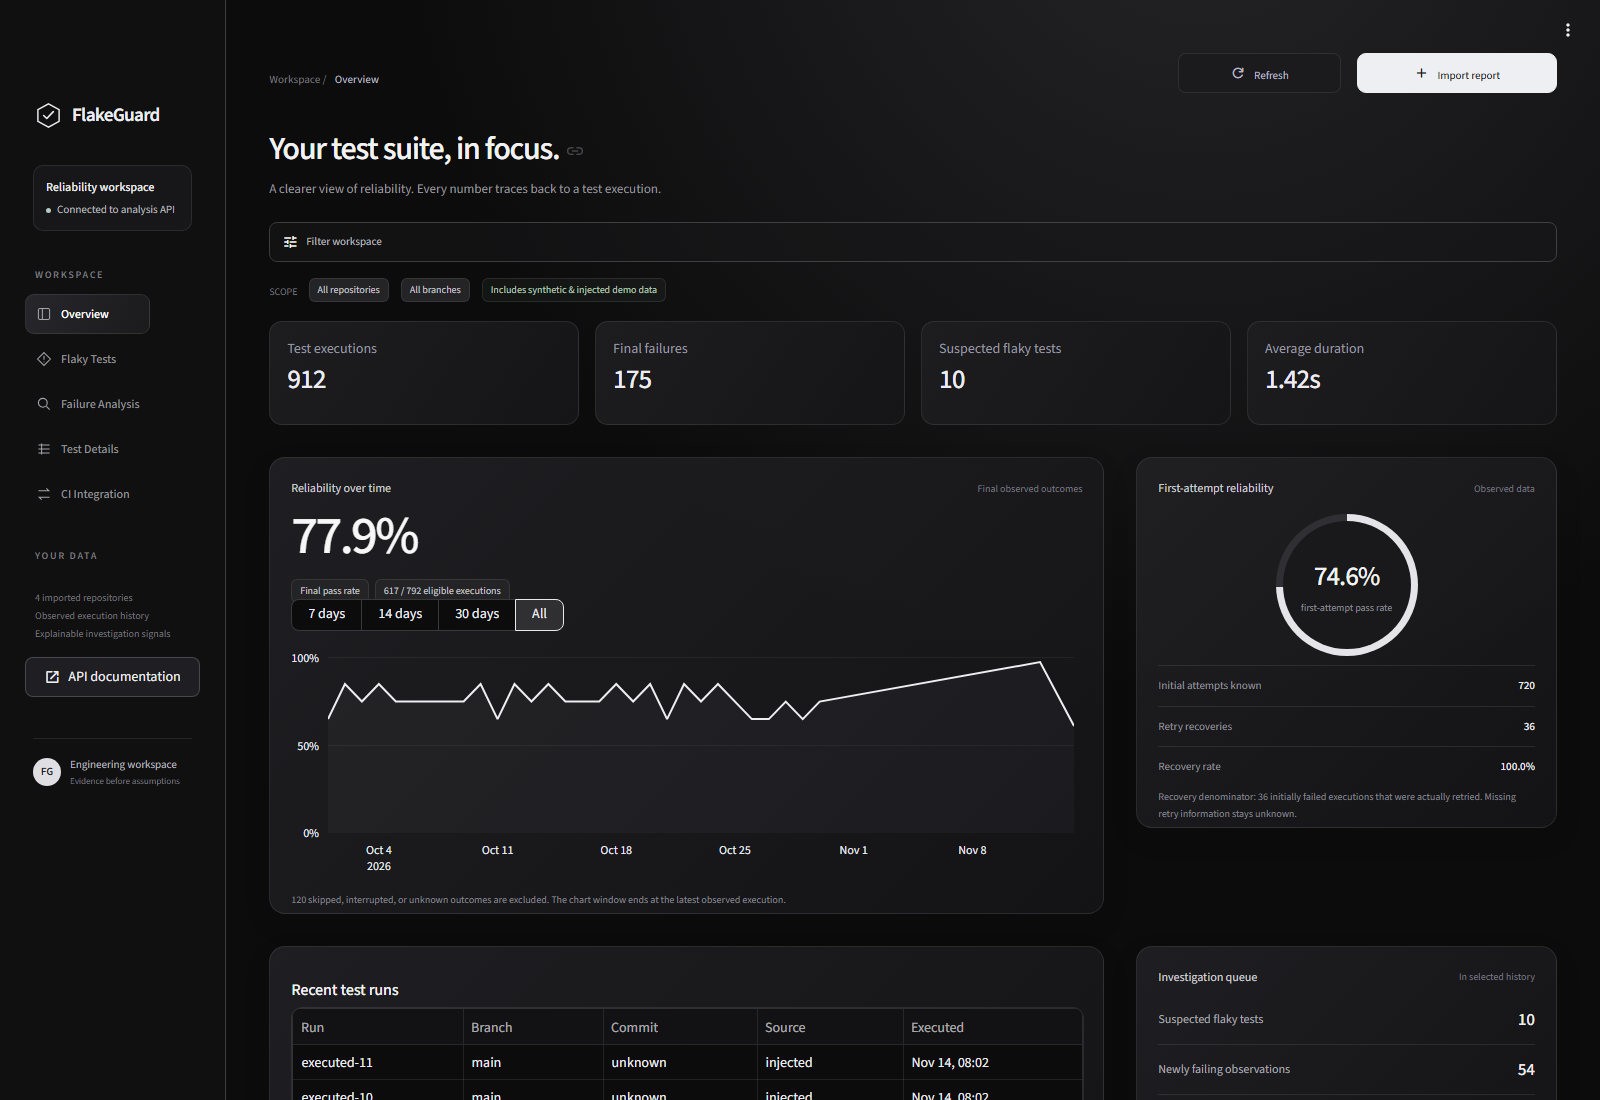 FlakeGuard
Reliability workspace
Connected to analysis API
WORKSPACE
Overview
Flaky Tests
Failure Analysis
Test Details
CI Integration
YOUR DATA
4 imported repositories
Observed execution history
Explainable investigation signals
API documentation
FG
Engineering workspace
Evidence before assumptions
Workspace / Overview
Refresh
Import report
Your test suite, in focus.
A clearer view of reliability. Every number traces back to a test execution.
Filter workspace
SCOPE All repositories All branches Includes synthetic & injected demo data
Test executions
912
Final failures
175
Suspected flaky tests
10
Average duration
1.42s
Reliability over time
Final observed outcomes
77.9%
Final pass rate 617 / 792 eligible executions
7 days 14 days 30 days All
100%
50%
0%
Oct 4 Oct 11 Oct 18 Oct 25 Nov 1 Nov 8
2026
120 skipped, interrupted, or unknown outcomes are excluded. The chart window ends at the latest observed execution.
First-attempt reliability
Observed data
74.6%
first-attempt pass rate
Initial attempts known 720
Retry recoveries 36
Recovery rate 100.0%
Recovery denominator: 36 initially failed executions that were actually retried. Missing
retry information stays unknown.
Recent test runs
Run Branch Commit Source Executed
executed-11 main unknown injected Nov 14, 08:02
executed-10 main unknown injected Nov 14, 08:02
Investigation queue
In selected history
Suspected flaky tests 10
Newly failing observations 54